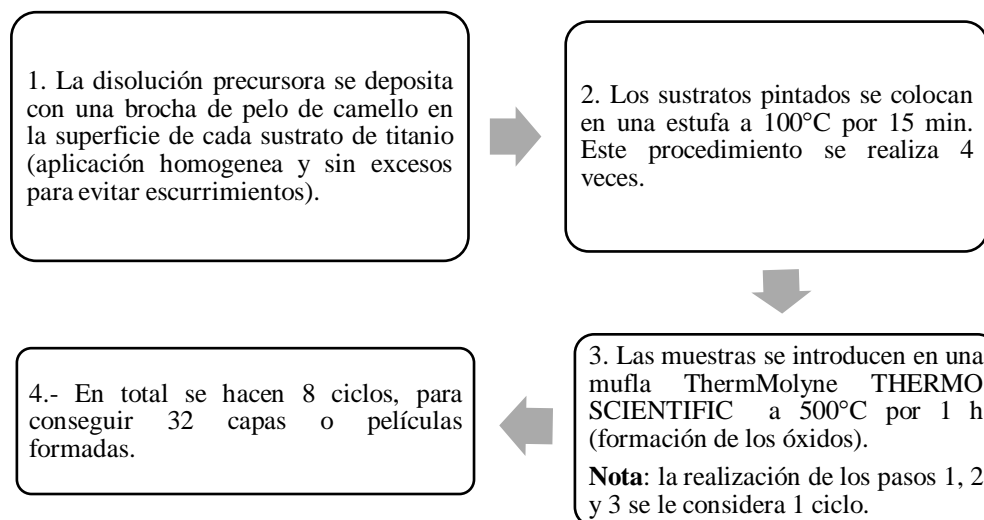 1. La disolución precursora se deposita
con una brocha de pelo de camello en
la superficie de cada sustrato de titanio
(aplicación homogenea y sin excesos
para evitar escurrimientos).
2. Los sustratos pintados se colocan
en una estufa a 100°C por 15 min.
Este procedimiento se realiza 4
veces.
3. Las muestras se introducen en una
mufla ThermMolyne THERMO
SCIENTIFIC a 500°C por 1 h
(formación de los óxidos).
Nota: la realización de los pasos 1, 2
y 3 se le considera 1 ciclo.
4.- En total se hacen 8 ciclos, para
conseguir 32 capas o películas
formadas.